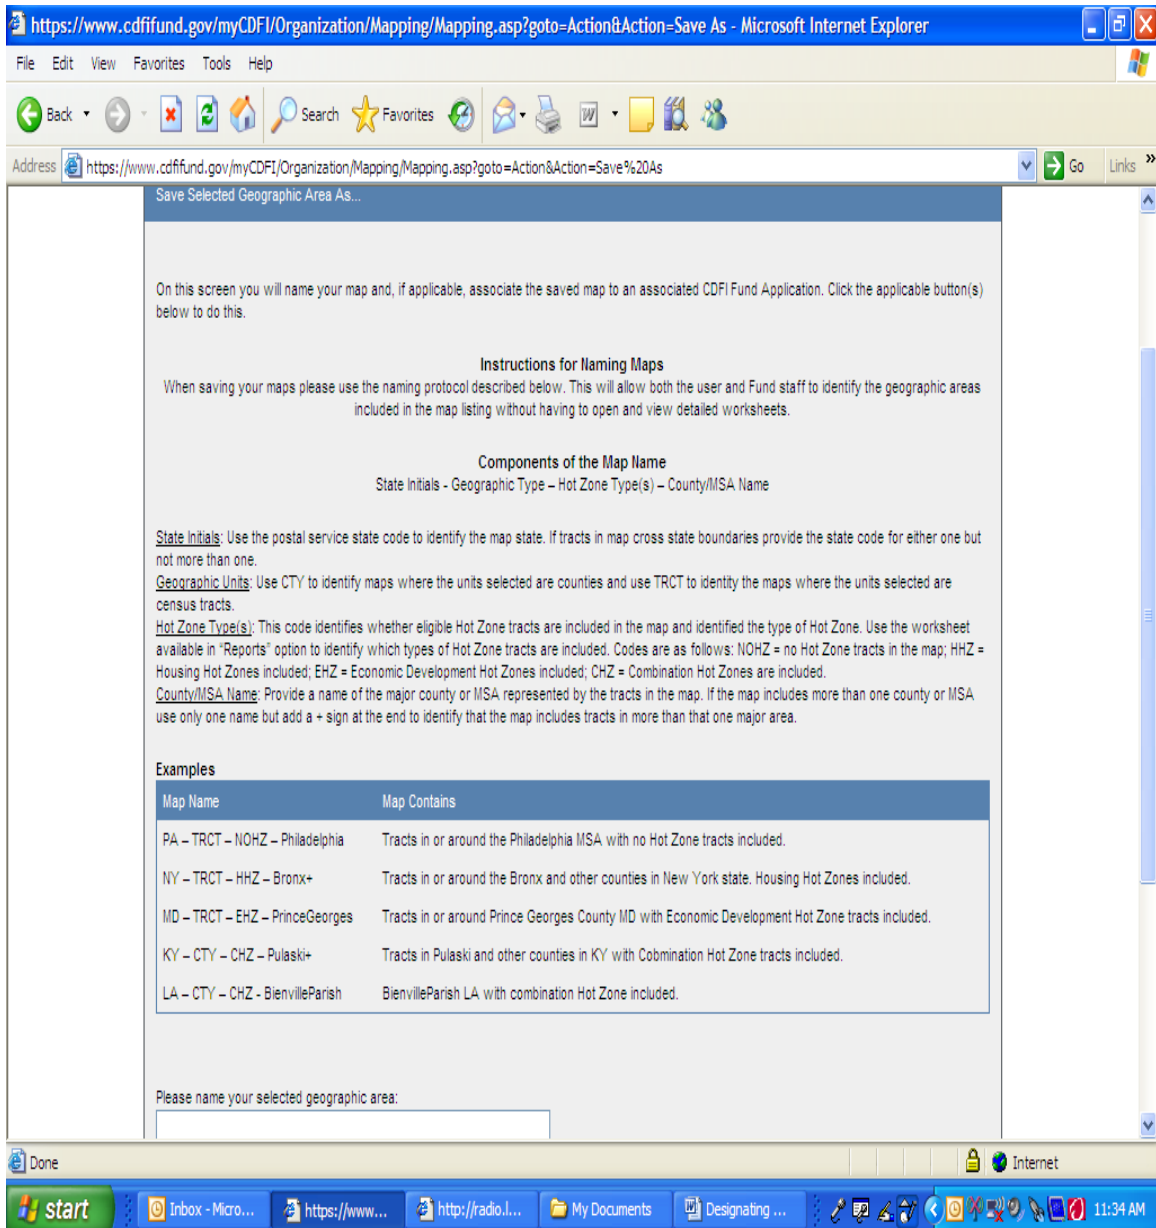 https://www.cdfifund.gov/myCDFI/Organization/Mapping/Mapping.asp?goto=Action&Action=Save As - Microsoft Internet Explorer
File Edit View Favorites Tools Help
Back Search Favorites
Address https://www.cdfifund.gov/myCDFI/Organization/Mapping/Mapping.asp?goto=Action&Action=Save%20As Go Links »
Save Selected Geographic Area As...
On this screen you will name your map and, if applicable, associate the saved map to an associated CDFI Fund Application. Click the applicable button(s)
below to do this.
Instructions for Naming Maps
When saving your maps please use the naming protocol described below. This will allow both the user and Fund staff to identify the geographic areas
included in the map listing without having to open and view detailed worksheets.
Components of the Map Name
State Initials - Geographic Type – Hot Zone Type(s) – County/MSA Name
State Initials: Use the postal service state code to identify the map state. If tracts in map cross state boundaries provide the state code for either one but
not more than one.
Geographic Units: Use CTY to identify maps where the units selected are counties and use TRCT to identity the maps where the units selected are
census tracts.
Hot Zone Type(s): This code identifies whether eligible Hot Zone tracts are included in the map and identified the type of Hot Zone. Use the worksheet
available in "Reports" option to identify which types of Hot Zone tracts are included. Codes are as follows: NOHZ = no Hot Zone tracts in the map; HHZ =
Housing Hot Zones included; EHZ = Economic Development Hot Zones included; CHZ = Combination Hot Zones are included.
County/MSA Name: Provide a name of the major county or MSA represented by the tracts in the map. If the map includes more than one county or MSA
use only one name but add a + sign at the end to identify that the map includes tracts in more than that one major area.
Examples
Map Name Map Contains
PA – TRCT – NOHZ – Philadelphia Tracts in or around the Philadelphia MSA with no Hot Zone tracts included.
NY – TRCT – HHZ – Bronx+ Tracts in or around the Bronx and other counties in New York state. Housing Hot Zones included.
MD – TRCT – EHZ – PrinceGeorges Tracts in or around Prince Georges County MD with Economic Development Hot Zone tracts included.
KY – CTY – CHZ – Pulaski+ Tracts in Pulaski and other counties in KY with Cobmination Hot Zone tracts included.
LA – CTY – CHZ - BienvilleParish BienvilleParish LA with combination Hot Zone included.
Please name your selected geographic area:
Done Internet
start Inbox - Micro... https://www... http://radio.l... My Documents Designating ... 11:34 AM